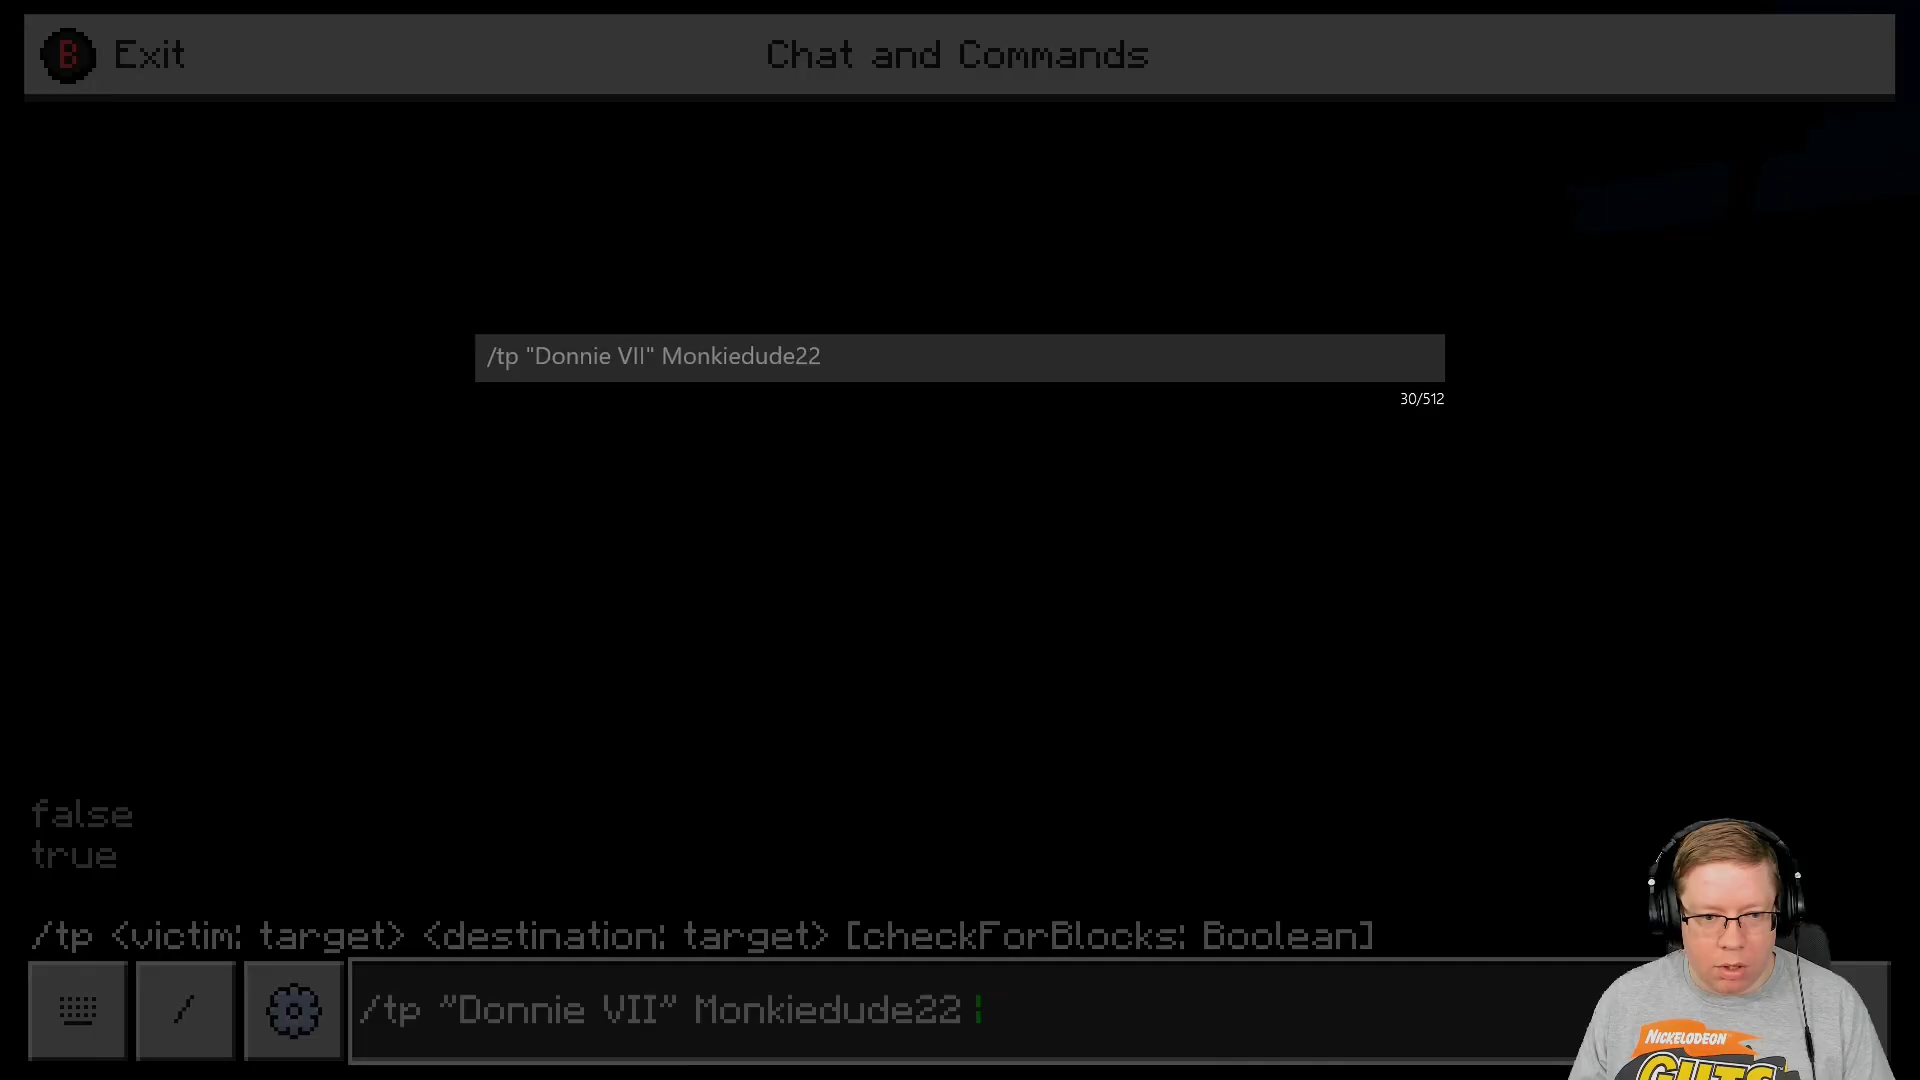 B Exit
Chat and Commands
/tp "Donnie VII" Monkiedude22
30/512
false
true
/tp <victim: target> <destination: target> [checkForBlocks: Boolean]
/
/tp "Donnie VII" Monkiedude22
NICKELODEON
GUTS